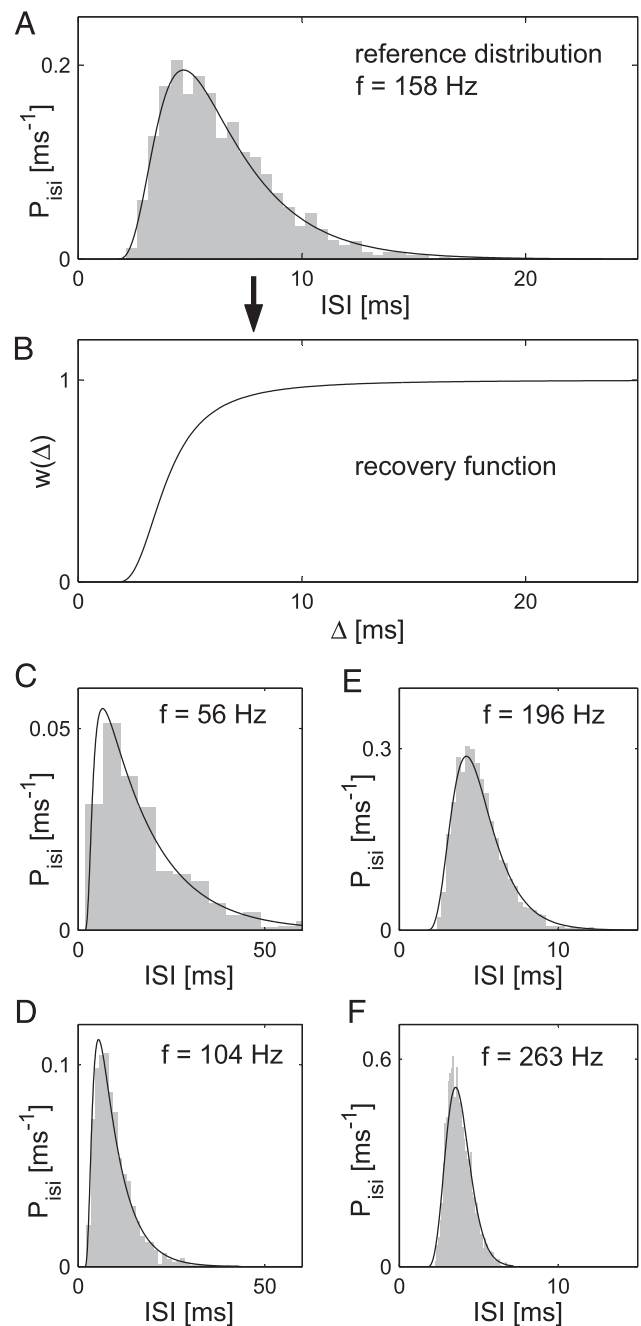 A
reference distribution
f = 158 Hz
P_isi [ms^-1]
0.2
0
0 10 20
ISI [ms]
B
w(Δ)
1
0
recovery function
0 10 20
Δ [ms]
C
f = 56 Hz
P_isi [ms^-1]
0.05
0
0 50
ISI [ms]
E
f = 196 Hz
P_isi [ms^-1]
0.3
0
0 10
ISI [ms]
D
f = 104 Hz
P_isi [ms^-1]
0.1
0
0 50
ISI [ms]
F
f = 263 Hz
P_isi [ms^-1]
0.6
0
0 10
ISI [ms]